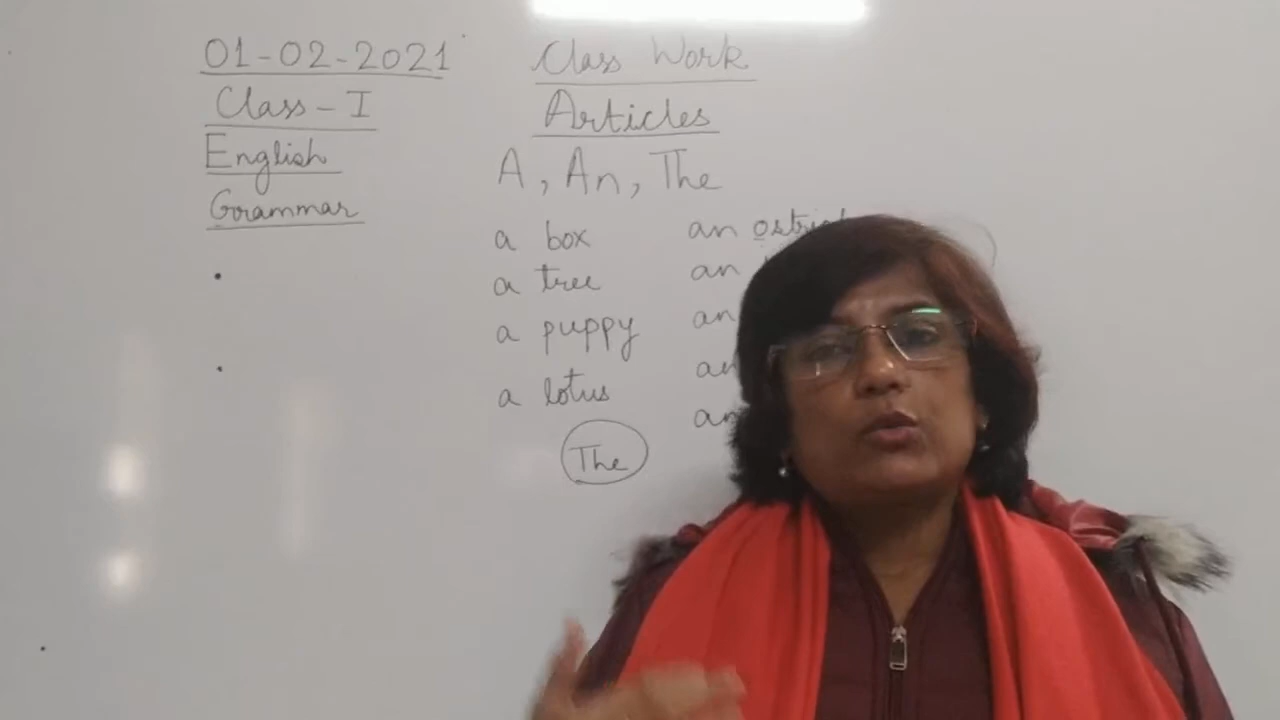 01-02-2021
Class Work
Class - I
Articles
English
A, An, The
Grammar
a box
an
a tree
an
a puppy
an
a lotus
an
an
The